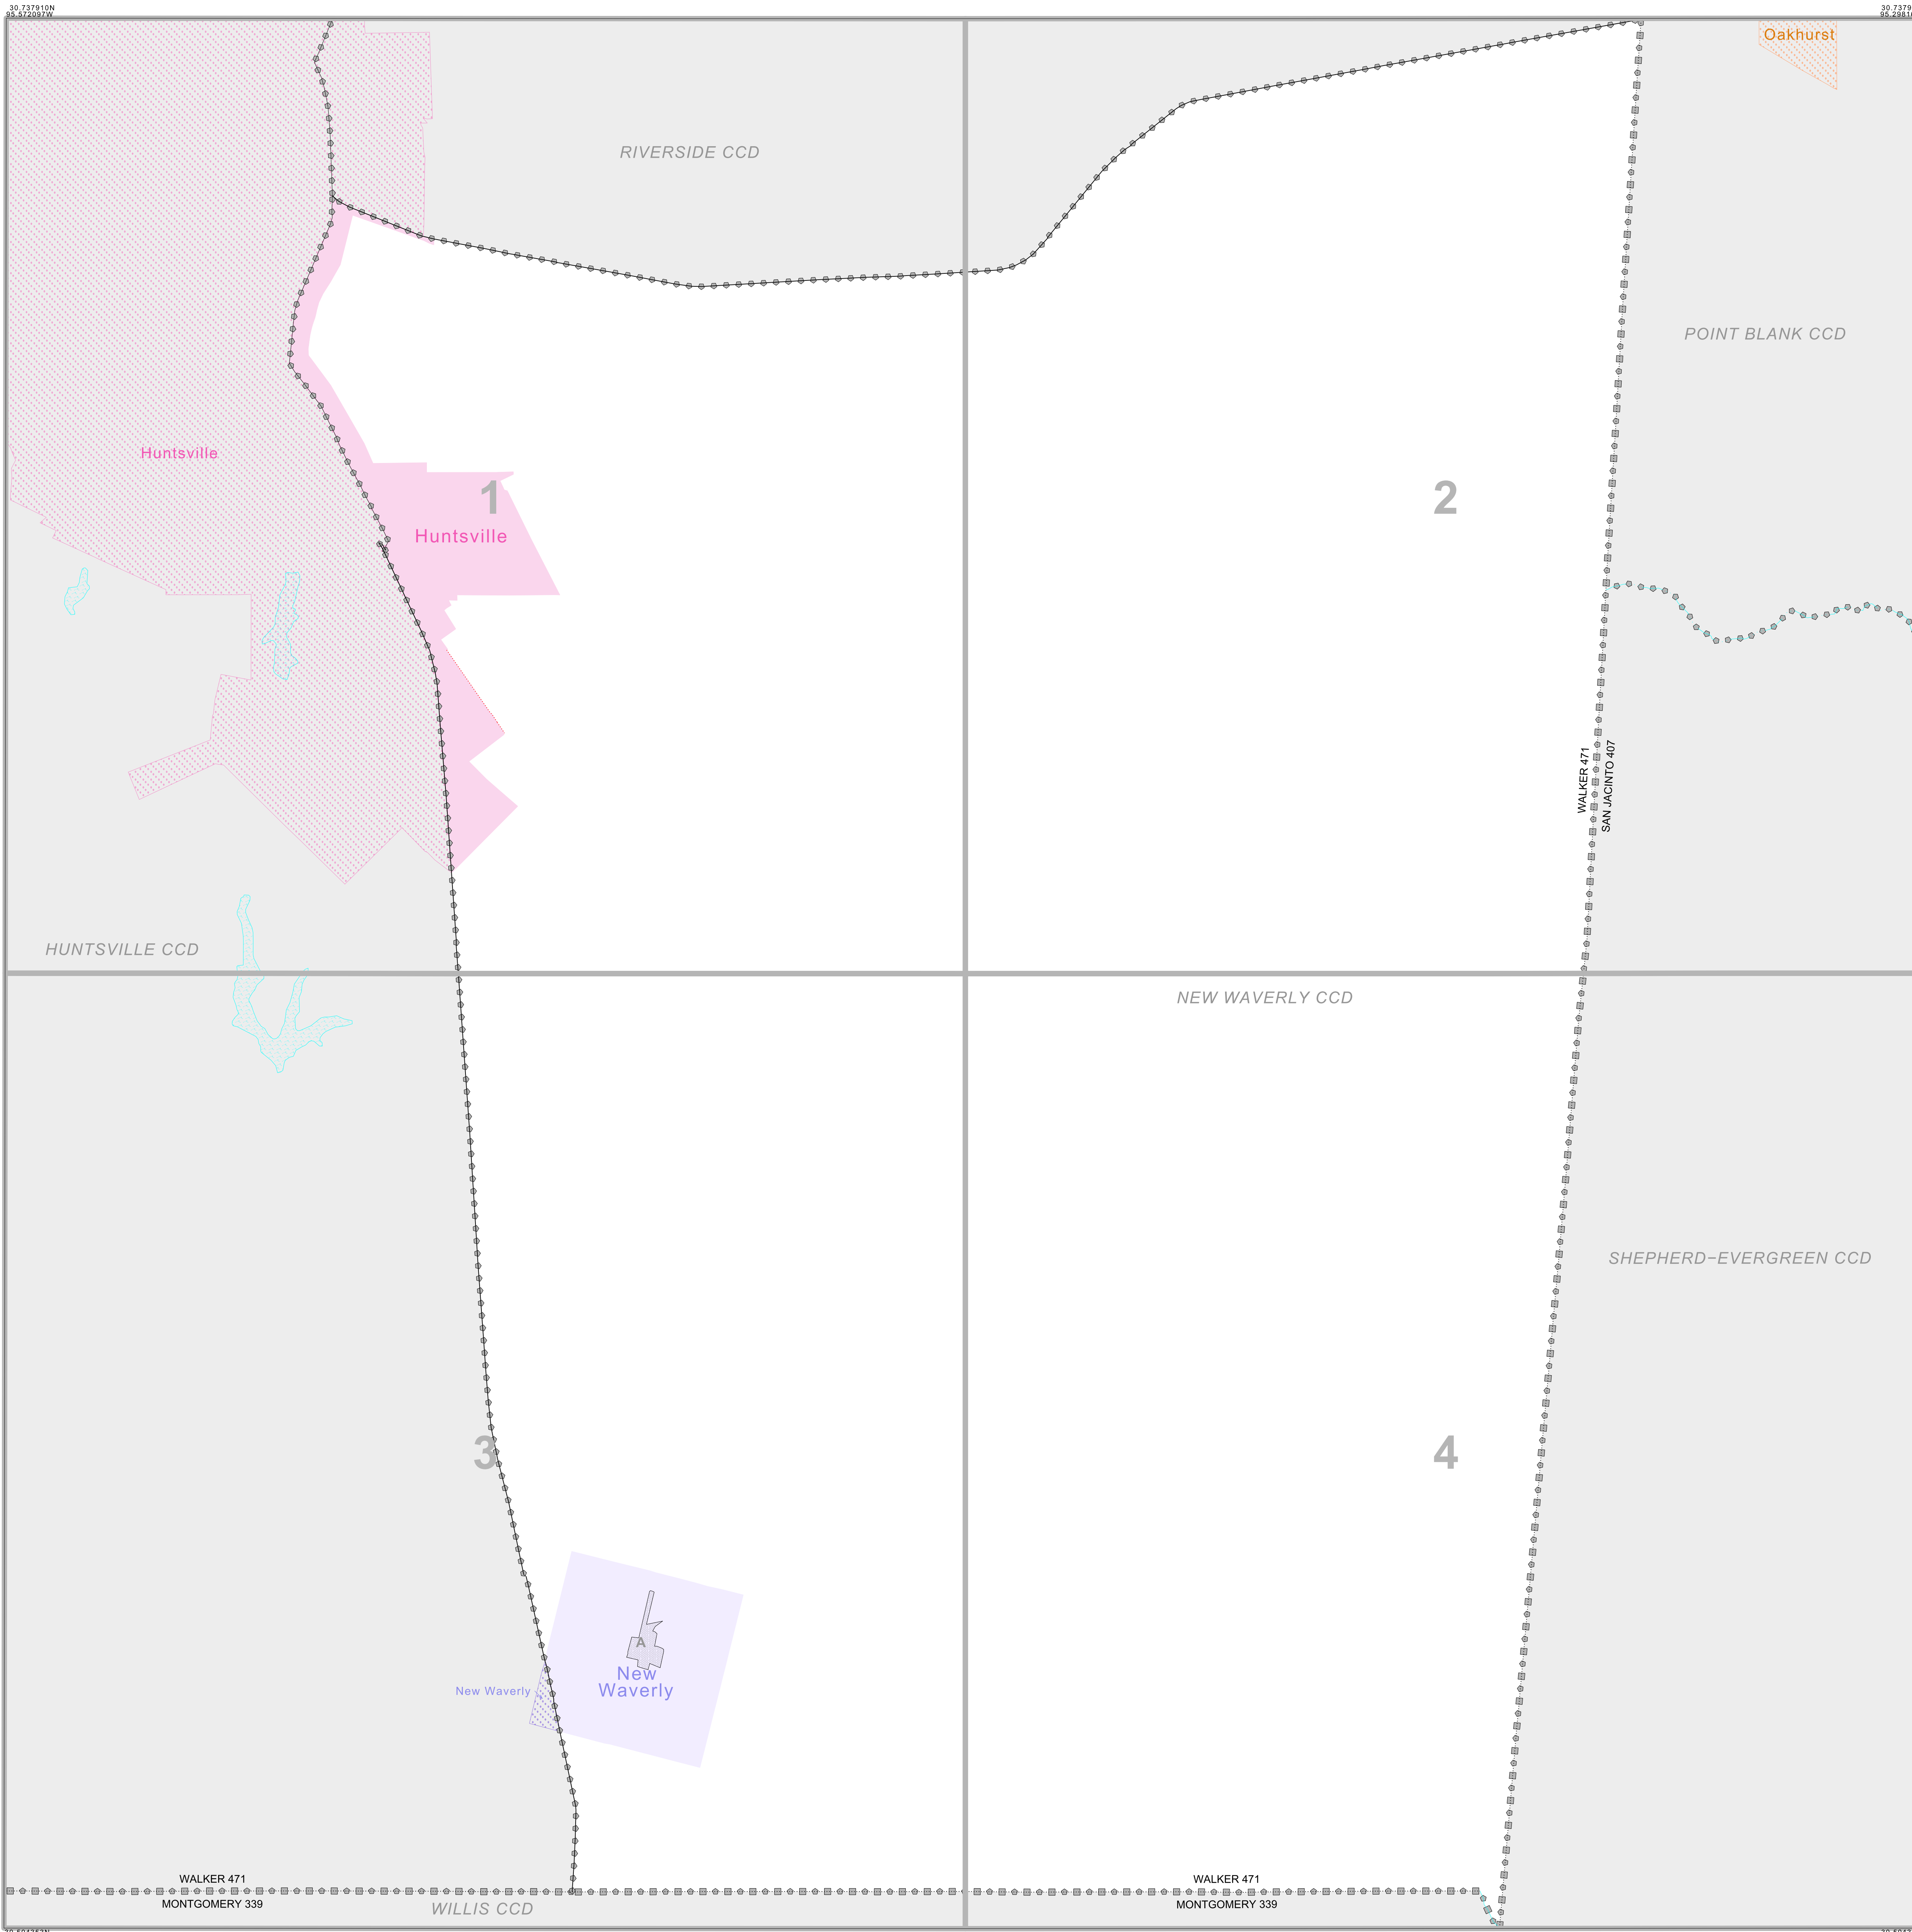 30.737910N
95.572097W
30.7379
Oakhurst
RIVERSIDE CCD
POINT BLANK CCD
Huntsville
1
2
Huntsville
WALKER 471
SAN JACINTO 407
HUNTSVILLE CCD
NEW WAVERLY CCD
SHEPHERD-EVERGREEN CCD
3
4
A
New
Waverly
New Waverly
WALKER 471
MONTGOMERY 339
WALKER 471
MONTGOMERY 339
WILLIS CCD